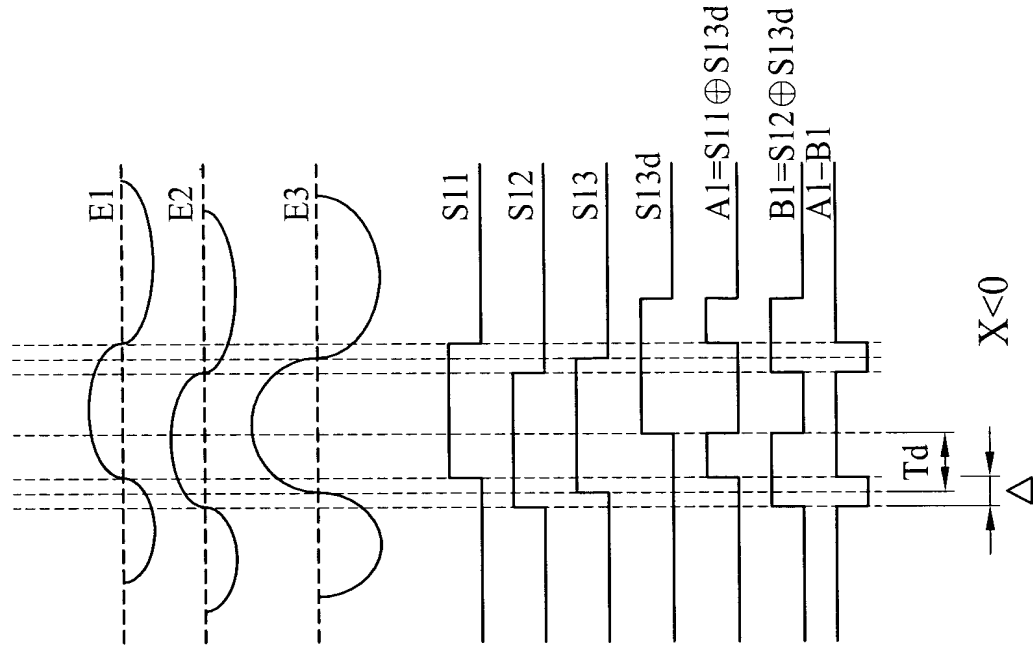 E1
E2
E3
S11
S12
S13
S13d
A1=S11⊕S13d
B1=S12⊕S13d
A1-B1
Td
Δ
X<0